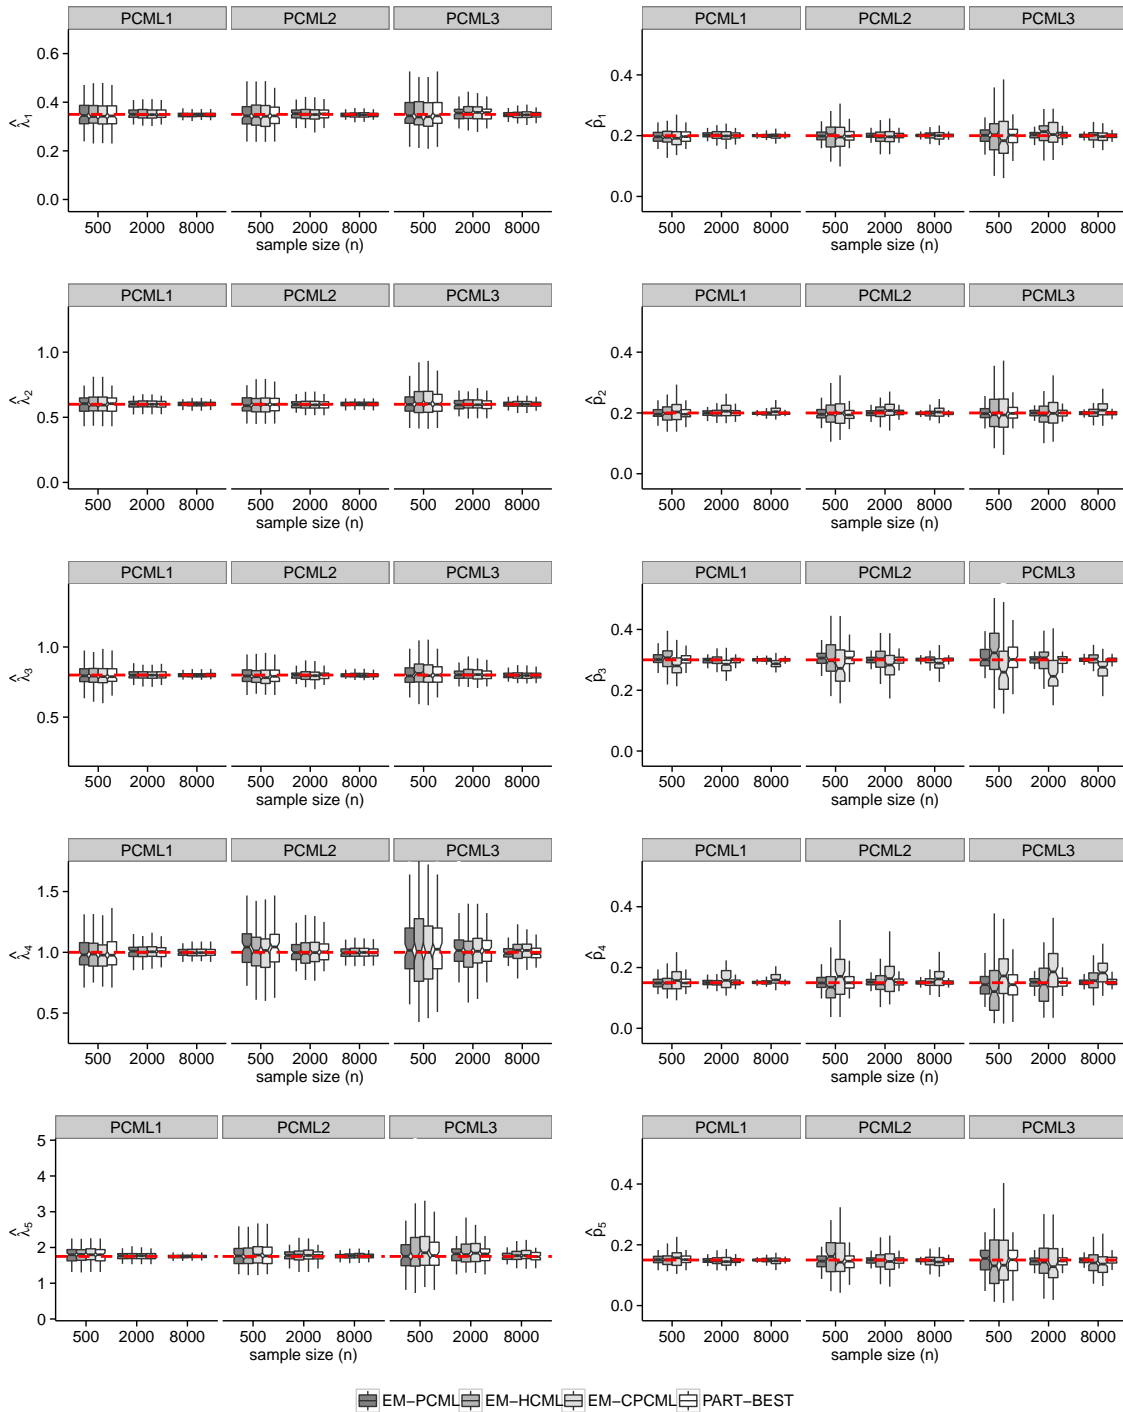 PCML1 PCML2 PCML3 PCML1 PCML2 PCML3
0.6
0.4
0.2
0.0
λ̂1
0.4
0.2
0.0
p̂1
500 2000 8000 500 2000 8000 500 2000 8000 500 2000 8000 500 2000 8000 500 2000 8000
sample size (n) sample size (n)
PCML1 PCML2 PCML3 PCML1 PCML2 PCML3
1.0
0.5
0.0
λ̂2
0.4
0.2
0.0
p̂2
500 2000 8000 500 2000 8000 500 2000 8000 500 2000 8000 500 2000 8000 500 2000 8000
sample size (n) sample size (n)
PCML1 PCML2 PCML3 PCML1 PCML2 PCML3
1.0
0.5
λ̂3
0.4
0.2
0.0
p̂3
500 2000 8000 500 2000 8000 500 2000 8000 500 2000 8000 500 2000 8000 500 2000 8000
sample size (n) sample size (n)
PCML1 PCML2 PCML3 PCML1 PCML2 PCML3
1.5
1.0
0.5
λ̂4
0.4
0.2
0.0
p̂4
500 2000 8000 500 2000 8000 500 2000 8000 500 2000 8000 500 2000 8000 500 2000 8000
sample size (n) sample size (n)
PCML1 PCML2 PCML3 PCML1 PCML2 PCML3
5
4
3
2
1
0
λ̂5
0.4
0.2
0.0
p̂5
500 2000 8000 500 2000 8000 500 2000 8000 500 2000 8000 500 2000 8000 500 2000 8000
sample size (n) sample size (n)
EM−PCML EM−HCML EM−CPCML PART−BEST